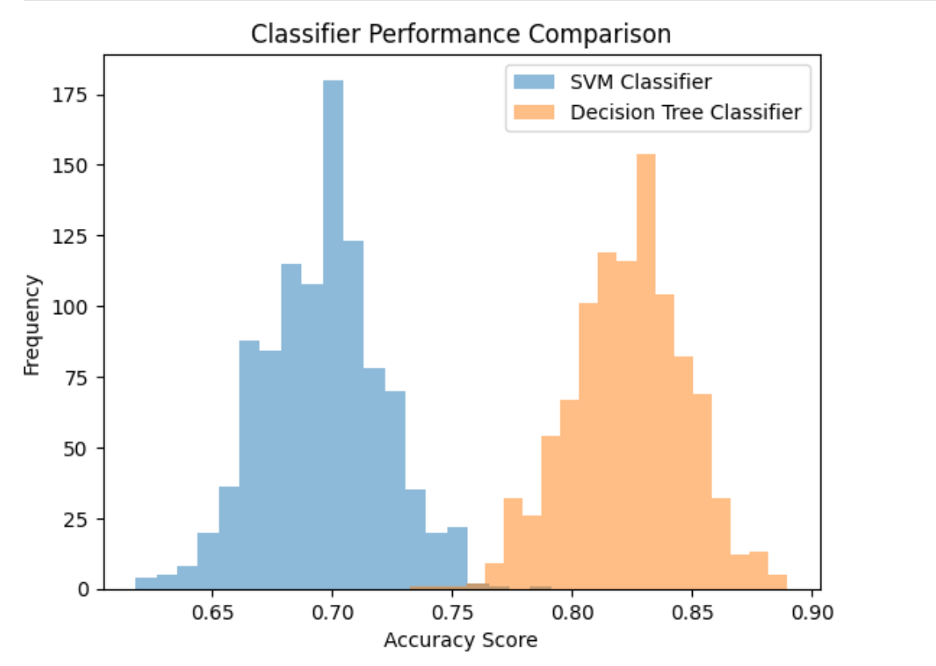 Classifier Performance Comparison
SVM Classifier
Decision Tree Classifier
175
150
125
100
75
50
25
0
Frequency
0.65 0.70 0.75 0.80 0.85 0.90
Accuracy Score